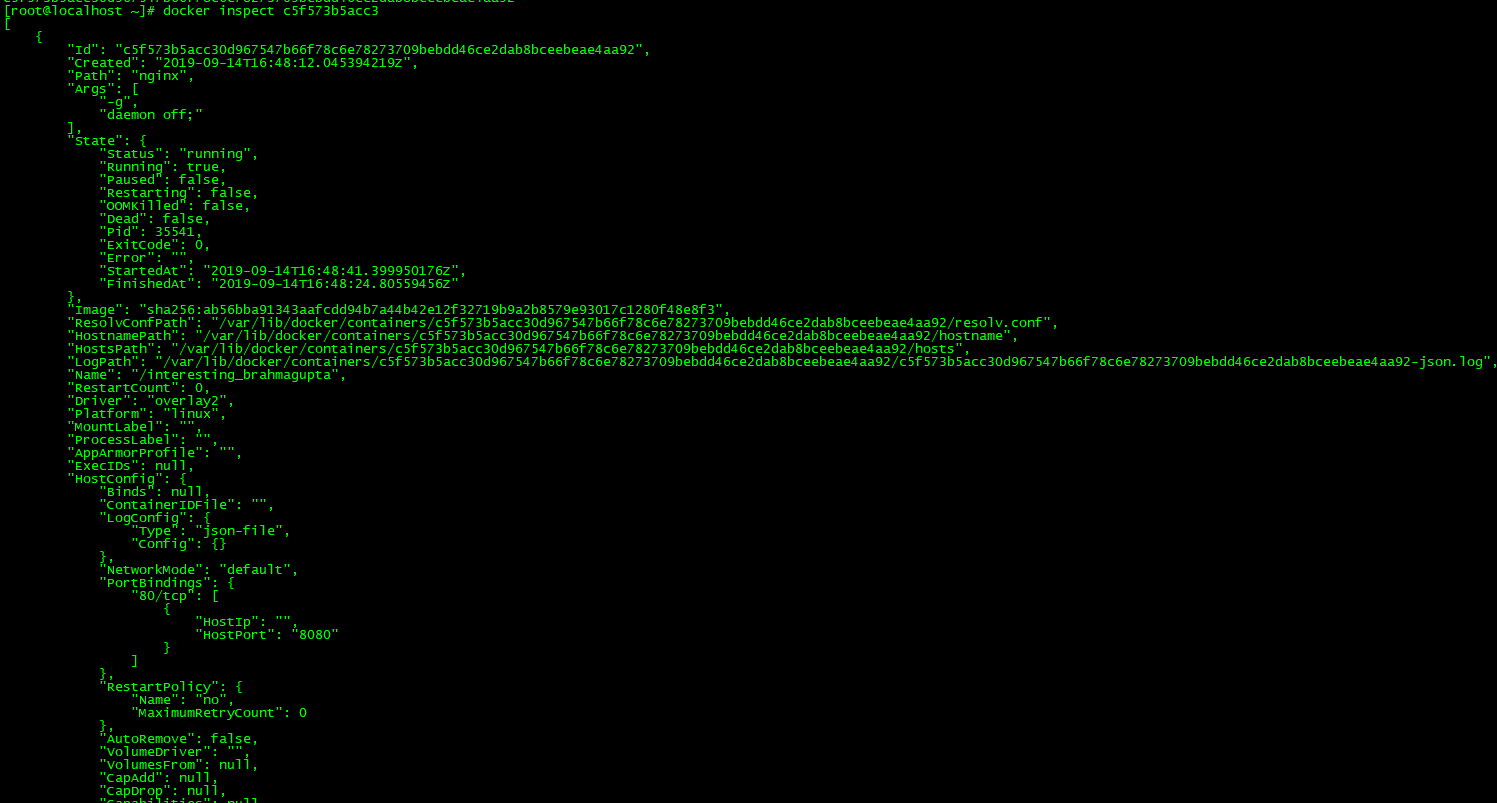 [root@localhost ~]# docker inspect c5f573b5acc3
[
    {
        "Id": "c5f573b5acc30d967547b66f78c6e78273709bebdd46ce2dab8bceebeae4aa92",
        "Created": "2019-09-14T16:48:12.045394219Z",
        "Path": "nginx",
        "Args": [
            "-g",
            "daemon off;"
        ],
        "State": {
            "Status": "running",
            "Running": true,
            "Paused": false,
            "Restarting": false,
            "OOMKilled": false,
            "Dead": false,
            "Pid": 35541,
            "ExitCode": 0,
            "Error": "",
            "StartedAt": "2019-09-14T16:48:41.399950176Z",
            "FinishedAt": "2019-09-14T16:48:24.80559456Z"
        },
        "Image": "sha256:ab56bba91343aafcdd94b7a44b42e12f32719b9a2b8579e93017c1280f48e8f3",
        "ResolvConfPath": "/var/lib/docker/containers/c5f573b5acc30d967547b66f78c6e78273709bebdd46ce2dab8bceebeae4aa92/resolv.conf",
        "HostnamePath": "/var/lib/docker/containers/c5f573b5acc30d967547b66f78c6e78273709bebdd46ce2dab8bceebeae4aa92/hostname",
        "HostsPath": "/var/lib/docker/containers/c5f573b5acc30d967547b66f78c6e78273709bebdd46ce2dab8bceebeae4aa92/hosts",
        "LogPath": "/var/lib/docker/containers/c5f573b5acc30d967547b66f78c6e78273709bebdd46ce2dab8bceebeae4aa92/c5f573b5acc30d967547b66f78c6e78273709bebdd46ce2dab8bceebeae4aa92-json.log",
        "Name": "/interesting_brahmagupta",
        "RestartCount": 0,
        "Driver": "overlay2",
        "Platform": "linux",
        "MountLabel": "",
        "ProcessLabel": "",
        "AppArmorProfile": "",
        "ExecIDs": null,
        "HostConfig": {
            "Binds": null,
            "ContainerIDFile": "",
            "LogConfig": {
                "Type": "json-file",
                "Config": {}
            },
            "NetworkMode": "default",
            "PortBindings": {
                "80/tcp": [
                    {
                        "HostIp": "",
                        "HostPort": "8080"
                    }
                ]
            },
            "RestartPolicy": {
                "Name": "no",
                "MaximumRetryCount": 0
            },
            "AutoRemove": false,
            "VolumeDriver": "",
            "VolumesFrom": null,
            "CapAdd": null,
            "CapDrop": null,
            "Capabilities": null,